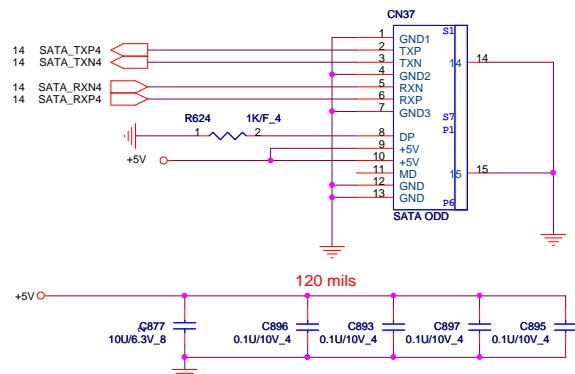 CN37
1 GND1 S1
14 SATA_TXP4 2 TXP
14 SATA_TXN4 3 TXN 14 14
4 GND2
14 SATA_RXN4 5 RXN
14 SATA_RXP4 6 RXP
7 GND3 S7
R624 1K/F_4 P1
1 2 8 DP
9 +5V
+5V 10 +5V
11 MD 15 15
12 GND
13 GND P6
SATA ODD
120 mils
+5V
C877 C896 C893 C897 C895
10U/6.3V_8 0.1U/10V_4 0.1U/10V_4 0.1U/10V_4 0.1U/10V_4